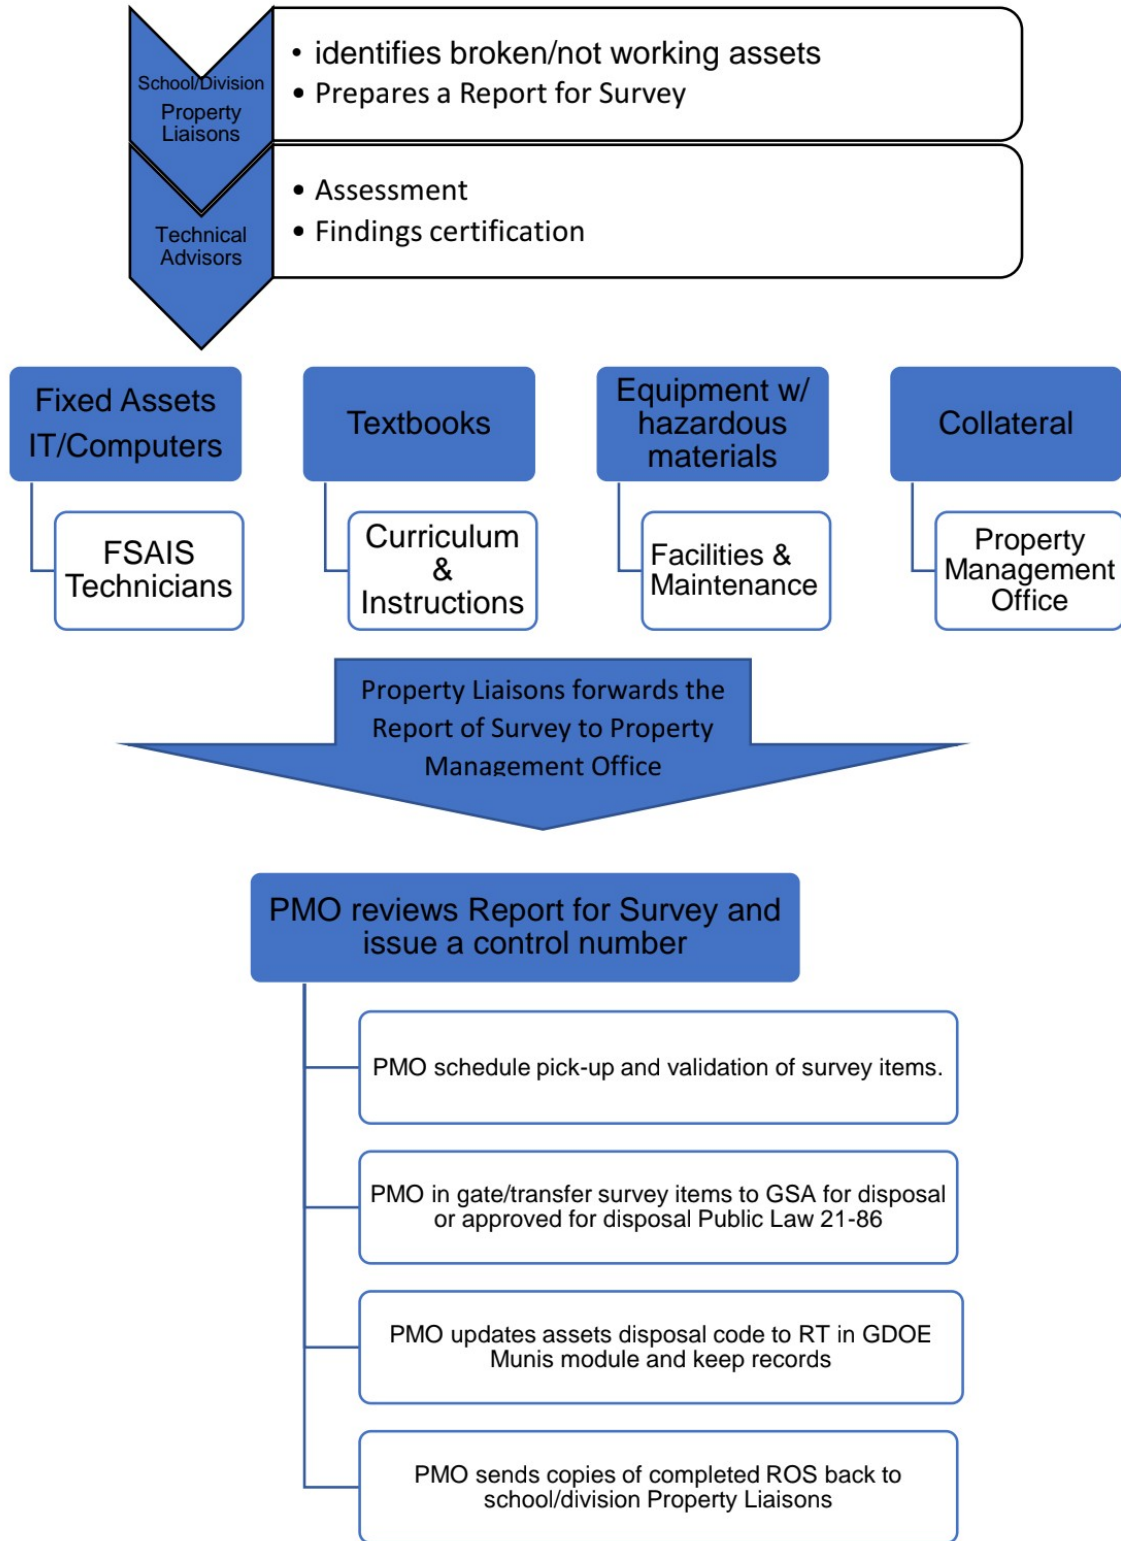 • identifies broken/not working assets
• Prepares a Report for Survey
School/Division
Property
Liaisons
• Assessment
• Findings certification
Technical
Advisors
Fixed Assets
IT/Computers
Textbooks
Equipment w/
hazardous
materials
Collateral
FSAIS
Technicians
Curriculum
&
Instructions
Facilities &
Maintenance
Property
Management
Office
Property Liaisons forwards the
Report of Survey to Property
Management Office
PMO reviews Report for Survey and
issue a control number
PMO schedule pick-up and validation of survey items.
PMO in gate/transfer survey items to GSA for disposal
or approved for disposal Public Law 21-86
PMO updates assets disposal code to RT in GDOE
Munis module and keep records
PMO sends copies of completed ROS back to
school/division Property Liaisons